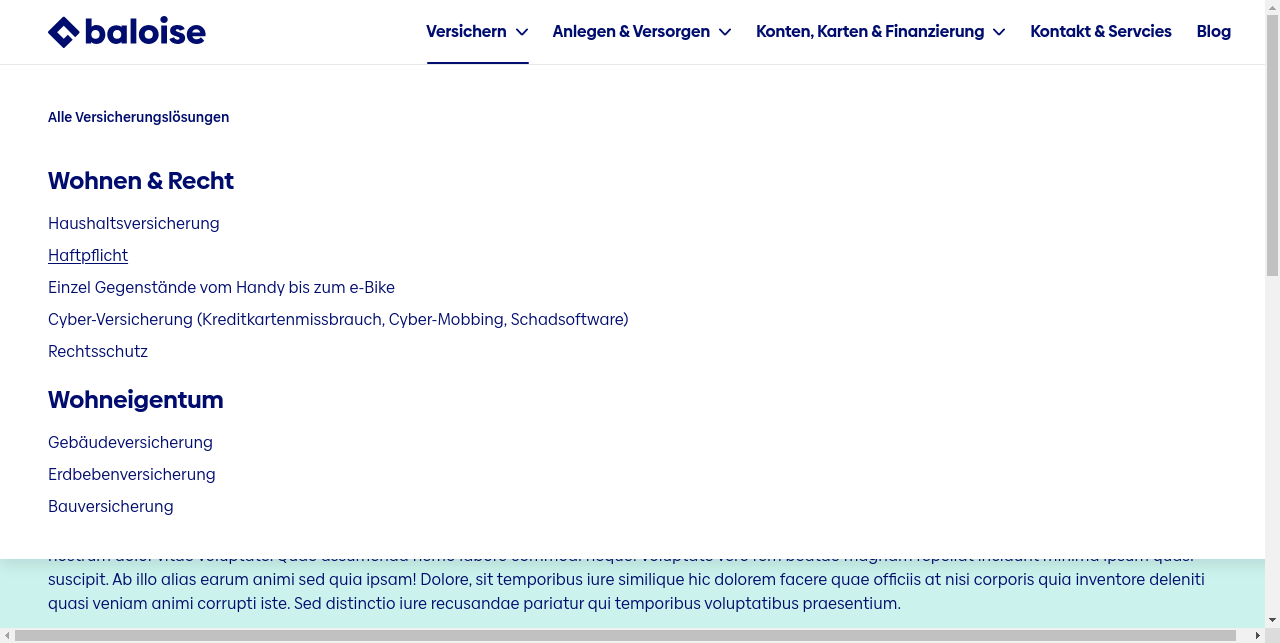 baloise
Versichern
Anlegen & Versorgen
Konten, Karten & Finanzierung
Kontakt & Servcies
Blog
Alle Versicherungslösungen
Wohnen & Recht
Haushaltsversicherung
Haftpflicht
Einzel Gegenstände vom Handy bis zum e-Bike
Cyber-Versicherung (Kreditkartenmissbrauch, Cyber-Mobbing, Schadsoftware)
Rechtsschutz
Wohneigentum
Gebäudeversicherung
Erdbebenversicherung
Bauversicherung
suscipit. Ab illo alias earum animi sed quia ipsam! Dolore, sit temporibus iure similique hic dolorem facere quae officiis at nisi corporis quia inventore deleniti
quasi veniam animi corrupti iste. Sed distinctio iure recusandae pariatur qui temporibus voluptatibus praesentium.